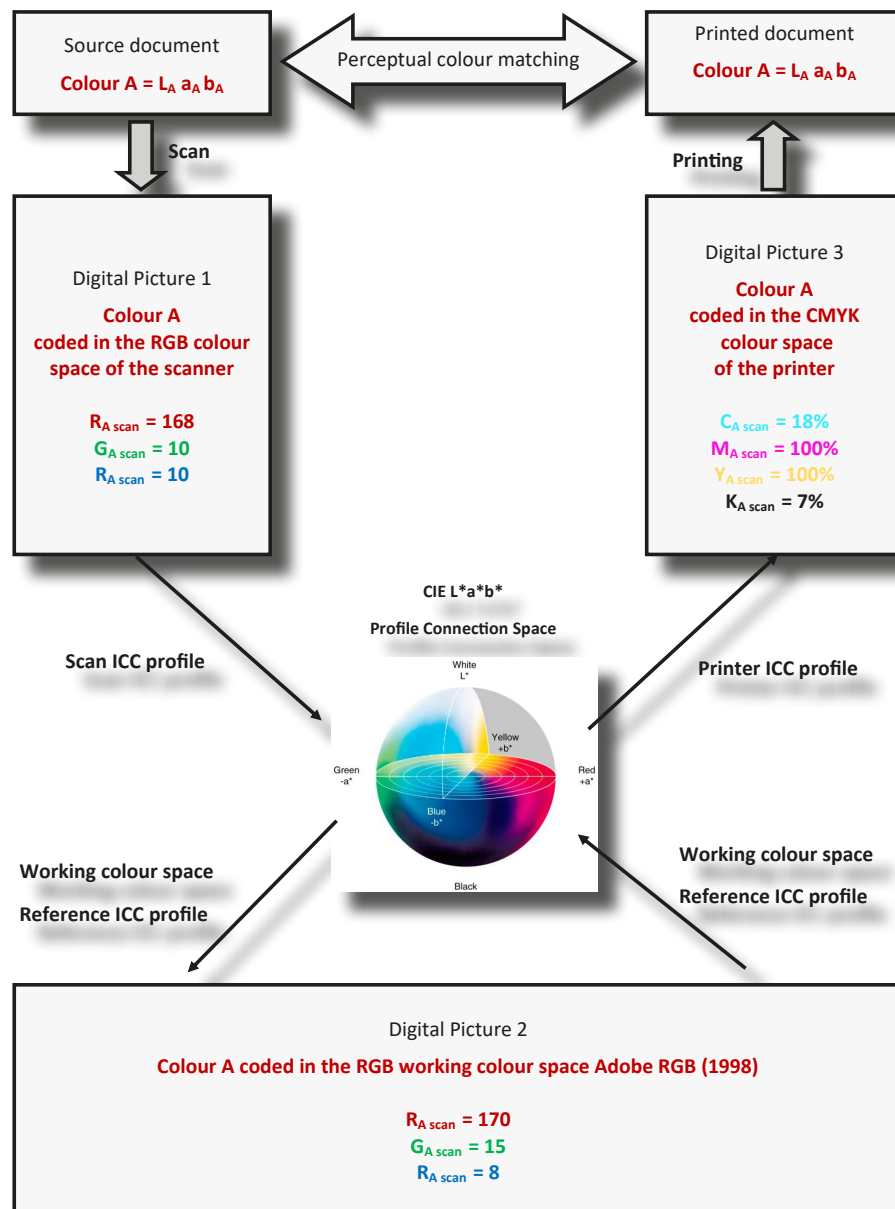 Source document
Colour A = LA aA bA
Perceptual colour matching
Printed document
Colour A = LA aA bA
Scan
Printing
Digital Picture 1
Colour A
coded in the RGB colour
space of the scanner
RA scan = 168
GA scan = 10
RA scan = 10
Digital Picture 3
Colour A
coded in the CMYK
colour space
of the printer
CA scan = 18%
MA scan = 100%
YA scan = 100%
KA scan = 7%
CIE L*a*b*
Profile Connection Space
Scan ICC profile
Printer ICC profile
White
L*
Yellow
+b*
Green
-a*
Red
+a*
Blue
-b*
Black
Working colour space
Reference ICC profile
Working colour space
Reference ICC profile
Digital Picture 2
Colour A coded in the RGB working colour space Adobe RGB (1998)
RA scan = 170
GA scan = 15
RA scan = 8